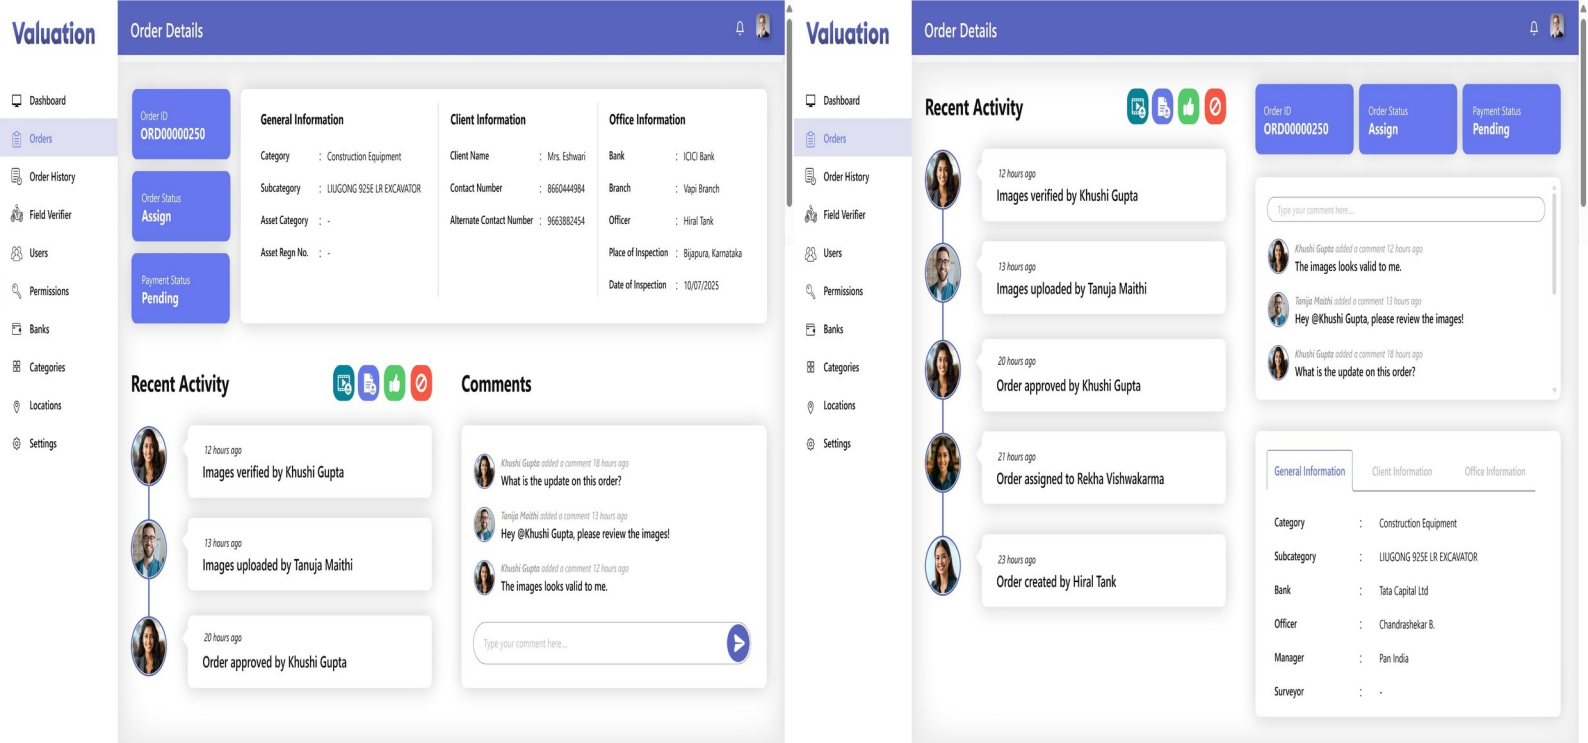 Valuation
Order Details
Dashboard
Orders
Order History
Field Verifier
Users
Permissions
Banks
Categories
Locations
Settings
Order ID
ORD00000250
Order Status
Assign
Payment Status
Pending
General Information
Category : Construction Equipment
Subcategory : LIUGONG 925E LR EXCAVATOR
Asset Category : -
Asset Regn No. : -
Client Information
Client Name : Mrs. Eshwari
Contact Number : 8660444984
Alternate Contact Number : 9663882454
Office Information
Bank : ICICI Bank
Branch : Vapi Branch
Officer : Hiral Tank
Place of Inspection : Bijapura, Karnataka
Date of Inspection : 10/07/2025
Recent Activity
12 hours ago
Images verified by Khushi Gupta
13 hours ago
Images uploaded by Tanuja Maithi
20 hours ago
Order approved by Khushi Gupta
Comments
Khushi Gupta added a comment 18 hours ago
What is the update on this order?
Tanija Maithi added a comment 13 hours ago
Hey @Khushi Gupta, please review the images!
Khushi Gupta added a comment 12 hours ago
The images looks valid to me.
Type your comment here...
Valuation
Order Details
Dashboard
Orders
Order History
Field Verifier
Users
Permissions
Banks
Categories
Locations
Settings
Recent Activity
12 hours ago
Images verified by Khushi Gupta
13 hours ago
Images uploaded by Tanuja Maithi
20 hours ago
Order approved by Khushi Gupta
21 hours ago
Order assigned to Rekha Vishwakarma
23 hours ago
Order created by Hiral Tank
Order ID
ORD00000250
Order Status
Assign
Payment Status
Pending
Type your comment here...
Khushi Gupta added a comment 12 hours ago
The images looks valid to me.
Tanija Maithi added a comment 13 hours ago
Hey @Khushi Gupta, please review the images!
Khushi Gupta added a comment 18 hours ago
What is the update on this order?
General Information
Client Information
Office Information
Category : Construction Equipment
Subcategory : LIUGONG 925E LR EXCAVATOR
Bank : Tata Capital Ltd
Officer : Chandrashekar B.
Manager : Pan India
Surveyor : -